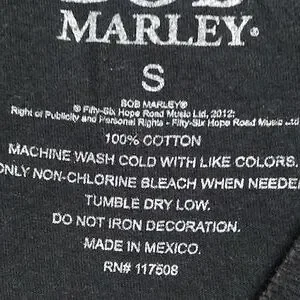 BOB
MARLEY®
S
BOB MARLEY®
® Fifty-Six Hope Road Music Ltd, 2012;
Right of Publicity and Personal Rights - Fifty-Six Hope Road Music Ltd
100% COTTON
MACHINE WASH COLD WITH LIKE COLORS.
ONLY NON-CHLORINE BLEACH WHEN NEEDE
TUMBLE DRY LOW.
DO NOT IRON DECORATION.
MADE IN MEXICO.
RN# 117508